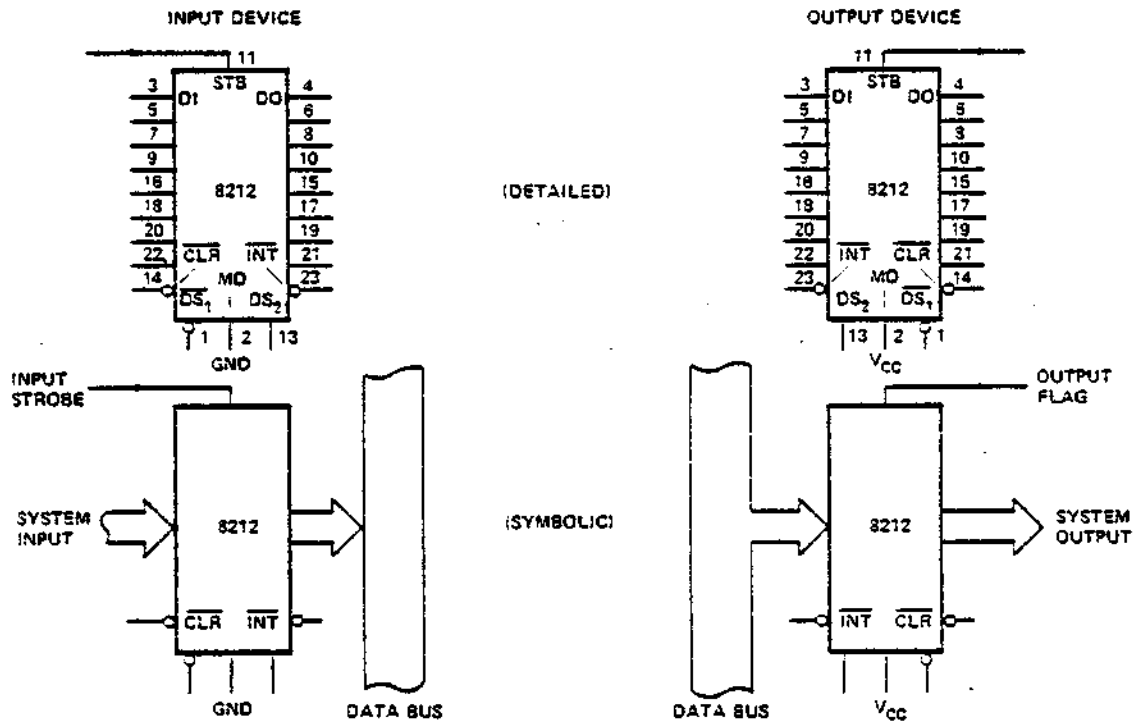 INPUT DEVICE
11
STB
3 DI DO 4
5 6
7 8
9 10
16 8212 15
18 17
20 19
22 CLR INT 21
14 MD 23
DS1 DS2
1 2 13
GND
(DETAILED)
OUTPUT DEVICE
11
STB
3 DI DO 4
5 6
7 8
9 10
16 8212 15
18 17
20 19
22 INT CLR 21
23 MD 14
DS2 DS1
13 2 1
VCC
INPUT
STROBE
SYSTEM
INPUT
8212
CLR INT
GND
DATA BUS
(SYMBOLIC)
OUTPUT
FLAG
8212
SYSTEM
OUTPUT
INT CLR
DATA BUS
VCC